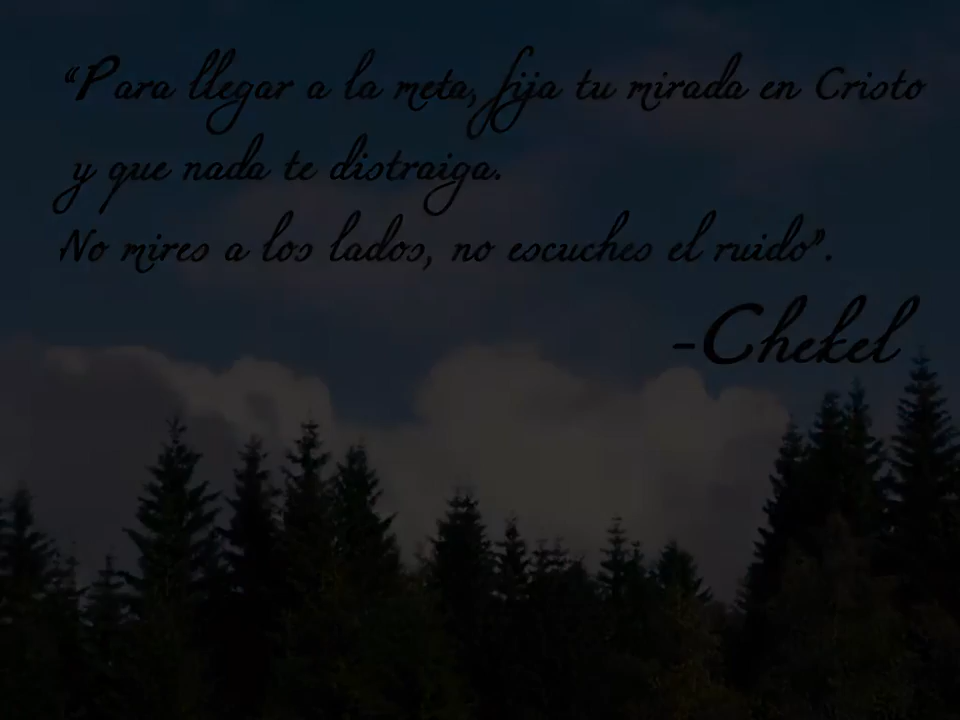 “Para llegar a la meta, fija tu mirada en Cristo
y que nada te distraiga.
No mires a los lados, no escuches el ruido”.
-Chekel